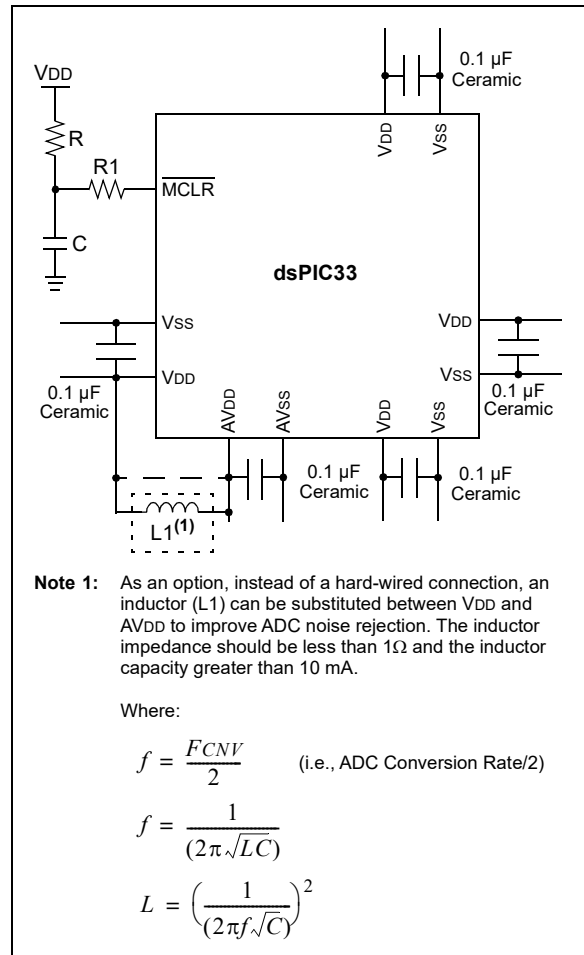 0.1 µF
Ceramic
VDD
VDD
VSS
R
R1
MCLR
C
dsPIC33
VSS
VDD
VDD
VSS
0.1 µF
Ceramic
0.1 µF
Ceramic
AVDD
AVSS
VDD
VSS
0.1 µF
Ceramic
0.1 µF
Ceramic
L1(1)
Note 1: As an option, instead of a hard-wired connection, an
inductor (L1) can be substituted between VDD and
AVDD to improve ADC noise rejection. The inductor
impedance should be less than 1Ω and the inductor
capacity greater than 10 mA.
Where:
f = FCNV / 2 (i.e., ADC Conversion Rate/2)
f = 1 / (2π√LC)
L = (1 / (2πf√C))²